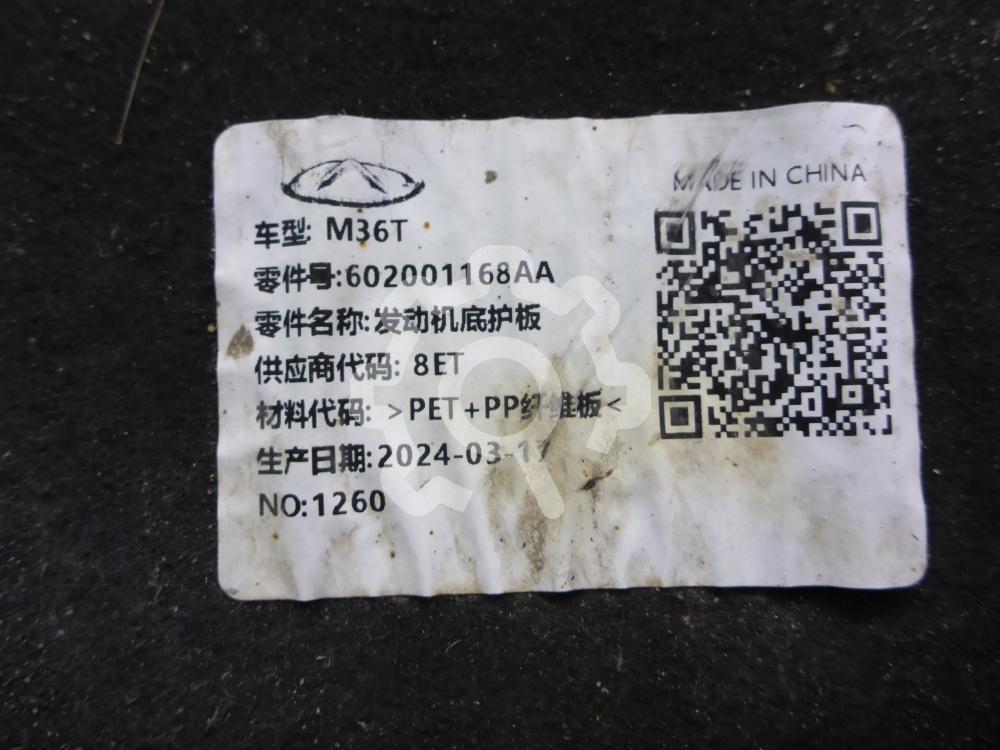 MADE IN CHINA
车型: M36T
零件号:602001168AA
零件名称:发动机底护板
供应商代码: 8ET
材料代码: >PET+PP纤维板<
生产日期:2024-03-17
NO:1260